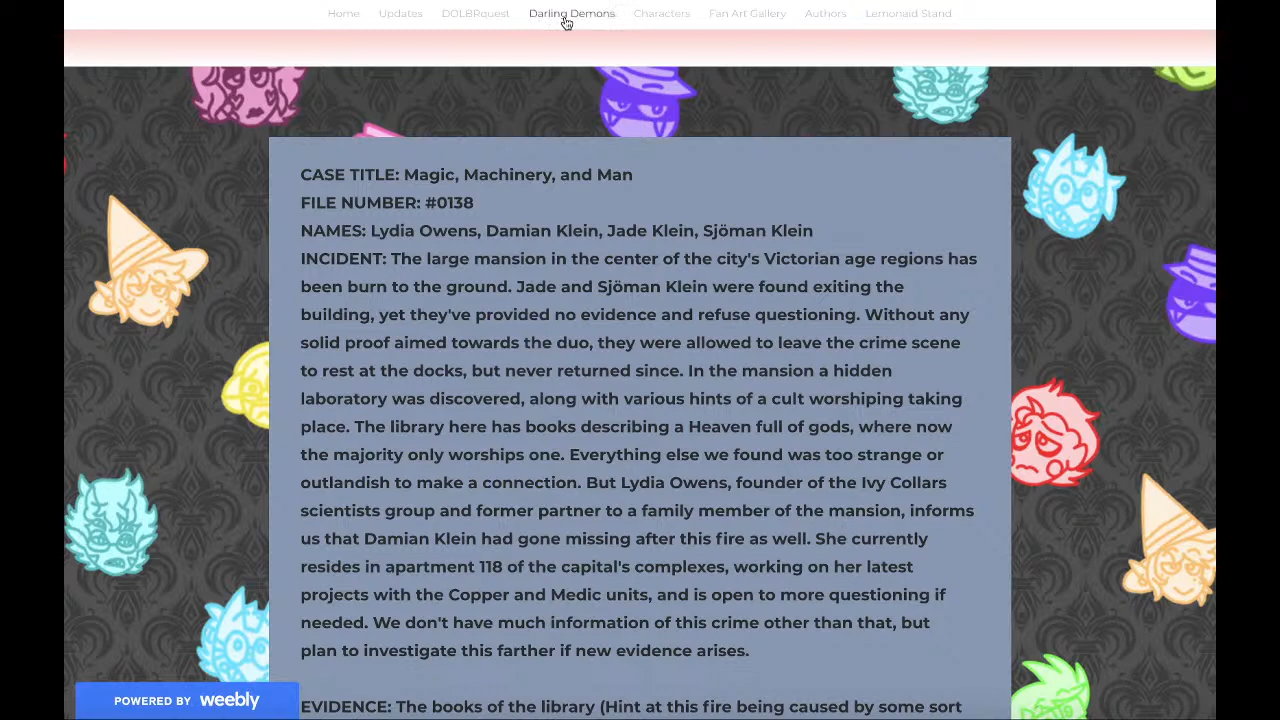 Home Updates DOLBRquest Darling Demons Characters Fan Art Gallery Authors Lemonaid Stand
CASE TITLE: Magic, Machinery, and Man
FILE NUMBER: #0138
NAMES: Lydia Owens, Damian Klein, Jade Klein, Sjöman Klein
INCIDENT: The large mansion in the center of the city's Victorian age regions has
been burn to the ground. Jade and Sjöman Klein were found exiting the
building, yet they've provided no evidence and refuse questioning. Without any
solid proof aimed towards the duo, they were allowed to leave the crime scene
to rest at the docks, but never returned since. In the mansion a hidden
laboratory was discovered, along with various hints of a cult worshiping taking
place. The library here has books describing a Heaven full of gods, where now
the majority only worships one. Everything else we found was too strange or
outlandish to make a connection. But Lydia Owens, founder of the Ivy Collars
scientists group and former partner to a family member of the mansion, informs
us that Damian Klein had gone missing after this fire as well. She currently
resides in apartment 118 of the capital's complexes, working on her latest
projects with the Copper and Medic units, and is open to more questioning if
needed. We don't have much information of this crime other than that, but
plan to investigate this farther if new evidence arises.
EVIDENCE: The books of the library (Hint at this fire being caused by some sort
POWERED BY weebly